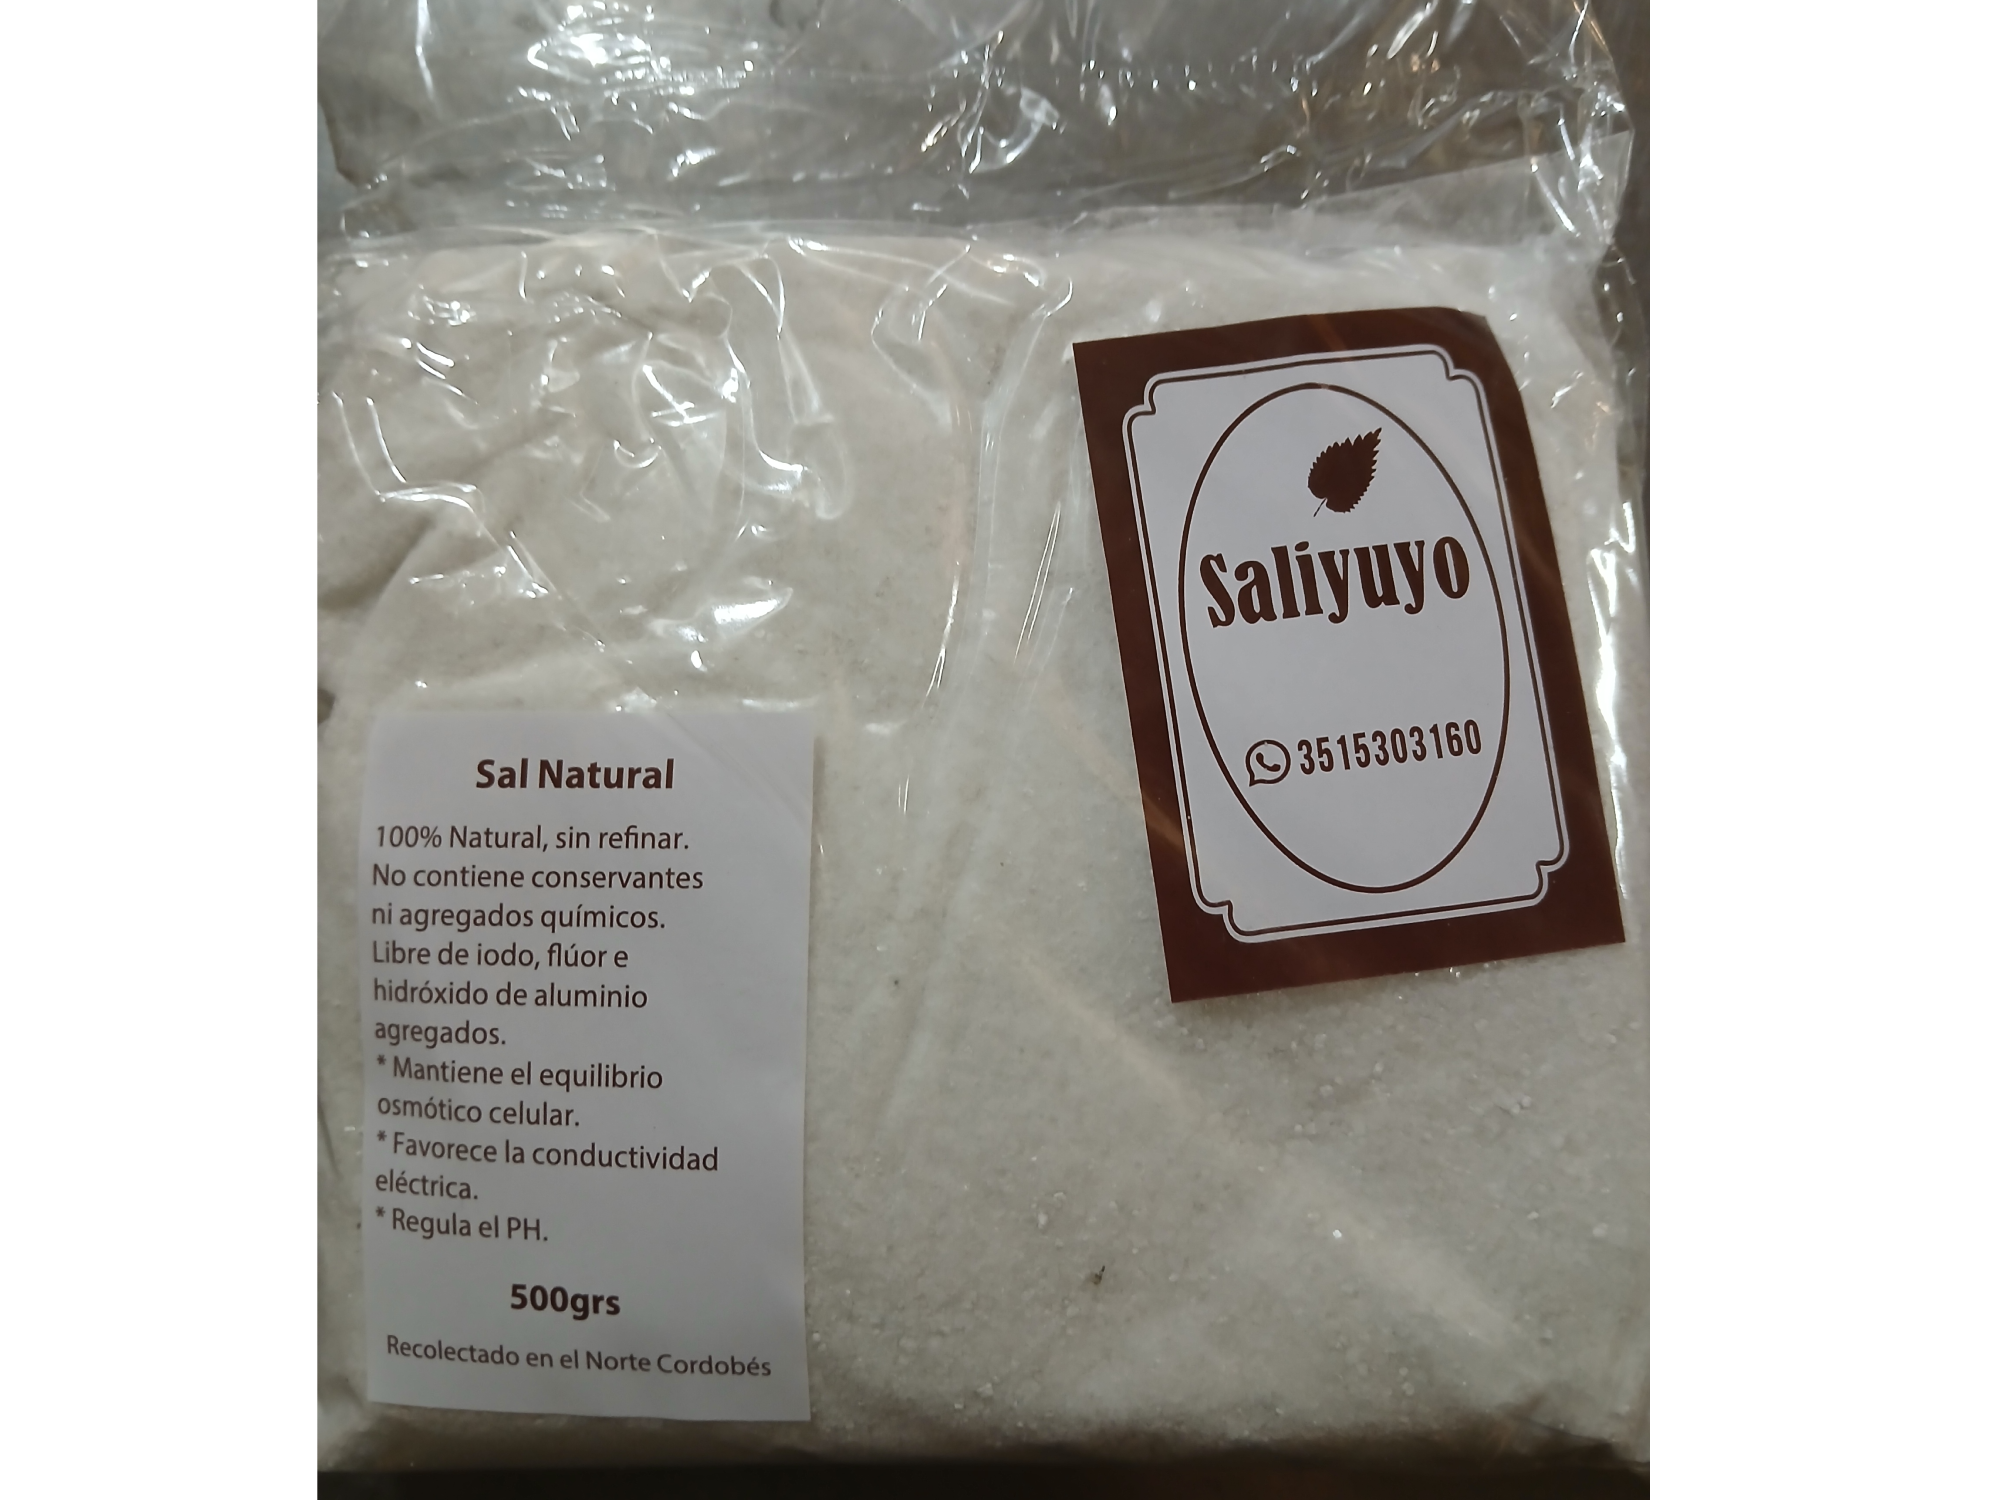 Saliyuyo
3515303160
Sal Natural
100% Natural, sin refinar.
No contiene conservantes
ni agregados químicos.
Libre de iodo, flúor e
hidróxido de aluminio
agregados.
* Mantiene el equilibrio
osmótico celular.
* Favorece la conductividad
eléctrica.
* Regula el PH.
500grs
Recolectado en el Norte Cordobés